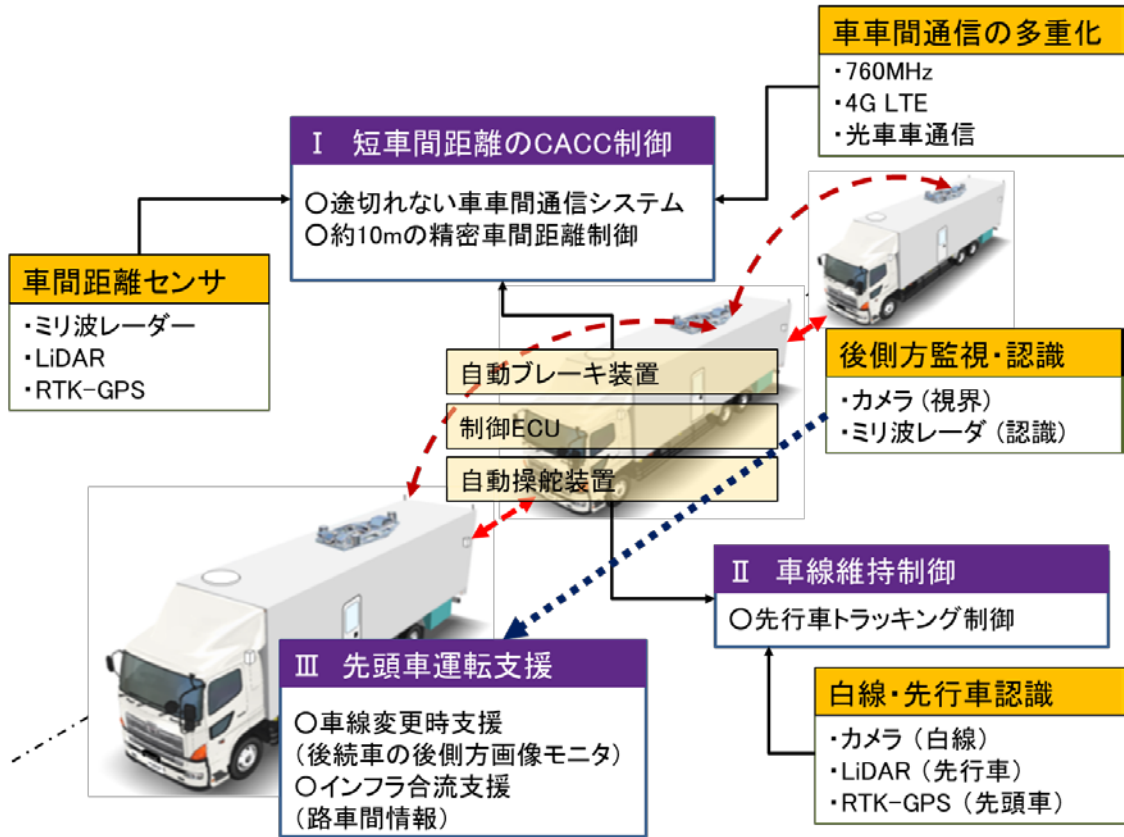 車車間通信の多重化
・760MHz
・4G LTE
・光車車通信
Ⅰ 短車間距離のCACC制御
○途切れない車車間通信システム
○約10mの精密車間距離制御
車間距離センサ
・ミリ波レーダー
・LiDAR
・RTK-GPS
自動ブレーキ装置
制御ECU
自動操舵装置
後側方監視・認識
・カメラ（視界）
・ミリ波レーダ（認識）
Ⅱ 車線維持制御
○先行車トラッキング制御
Ⅲ 先頭車運転支援
○車線変更時支援
(後続車の後側方画像モニタ)
○インフラ合流支援
(路車間情報)
白線・先行車認識
・カメラ（白線）
・LiDAR（先行車）
・RTK-GPS（先頭車）